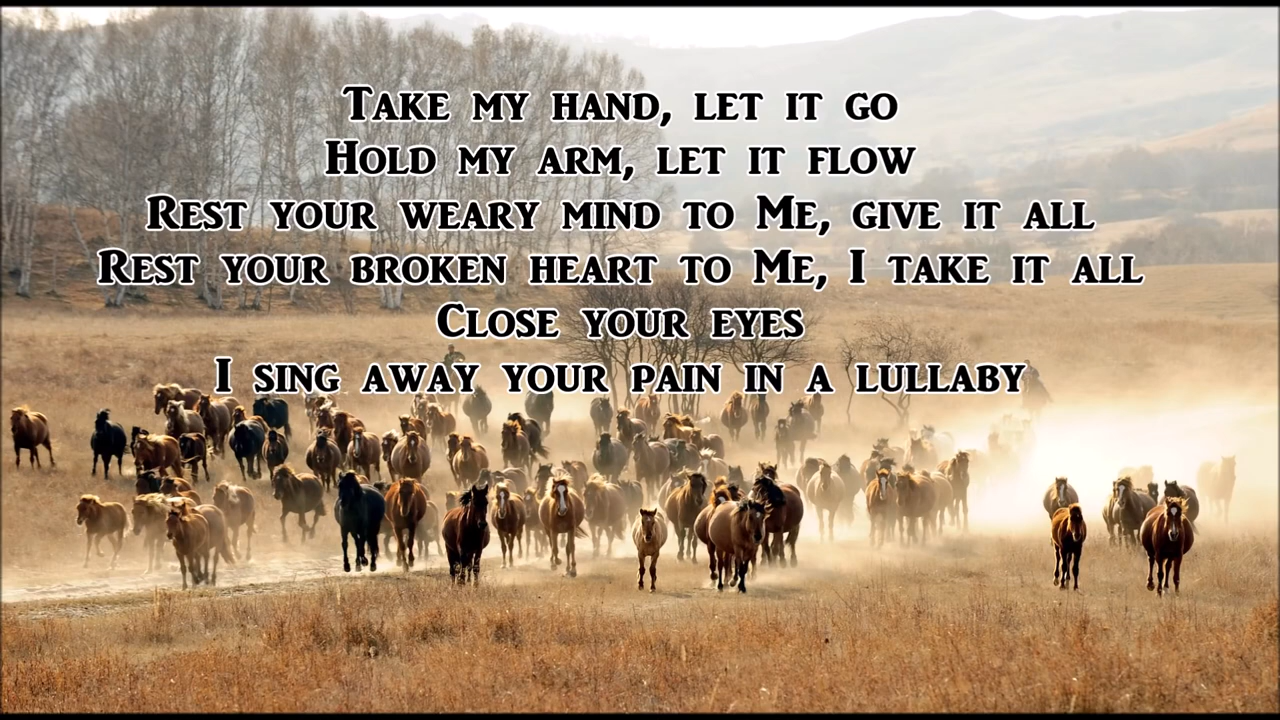 Take my hand, let it go
Hold my arm, let it flow
Rest your weary mind to Me, give it all
Rest your broken heart to Me, I take it all
Close your eyes
I sing away your pain in a lullaby